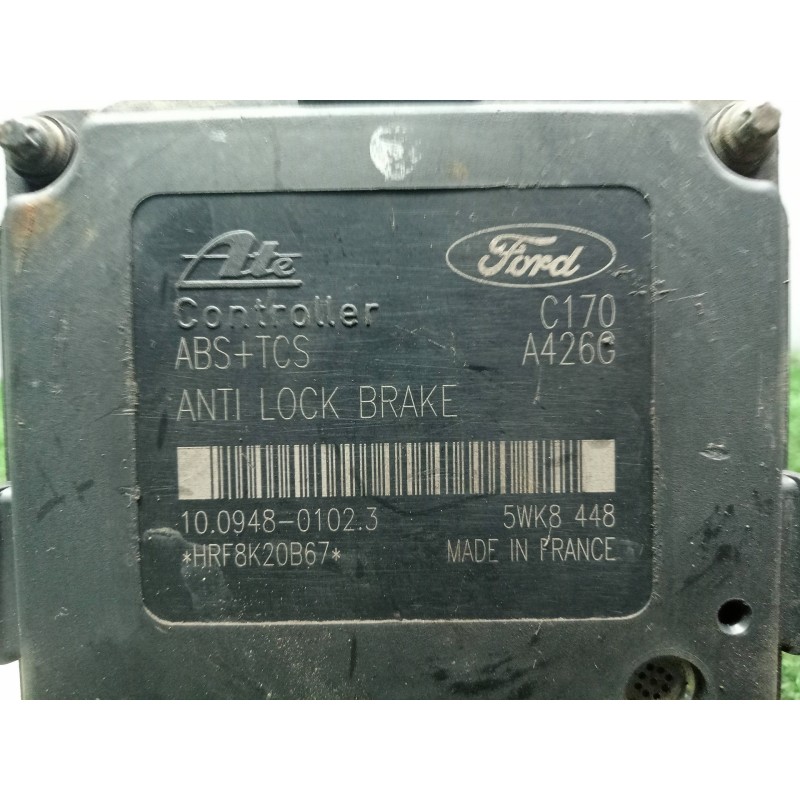 Ate
Ford
Controller
C170
ABS+TCS
A426G
ANTI LOCK BRAKE
10.0948-0102.3
5WK8 448
*HRF8K20B67*
MADE IN FRANCE